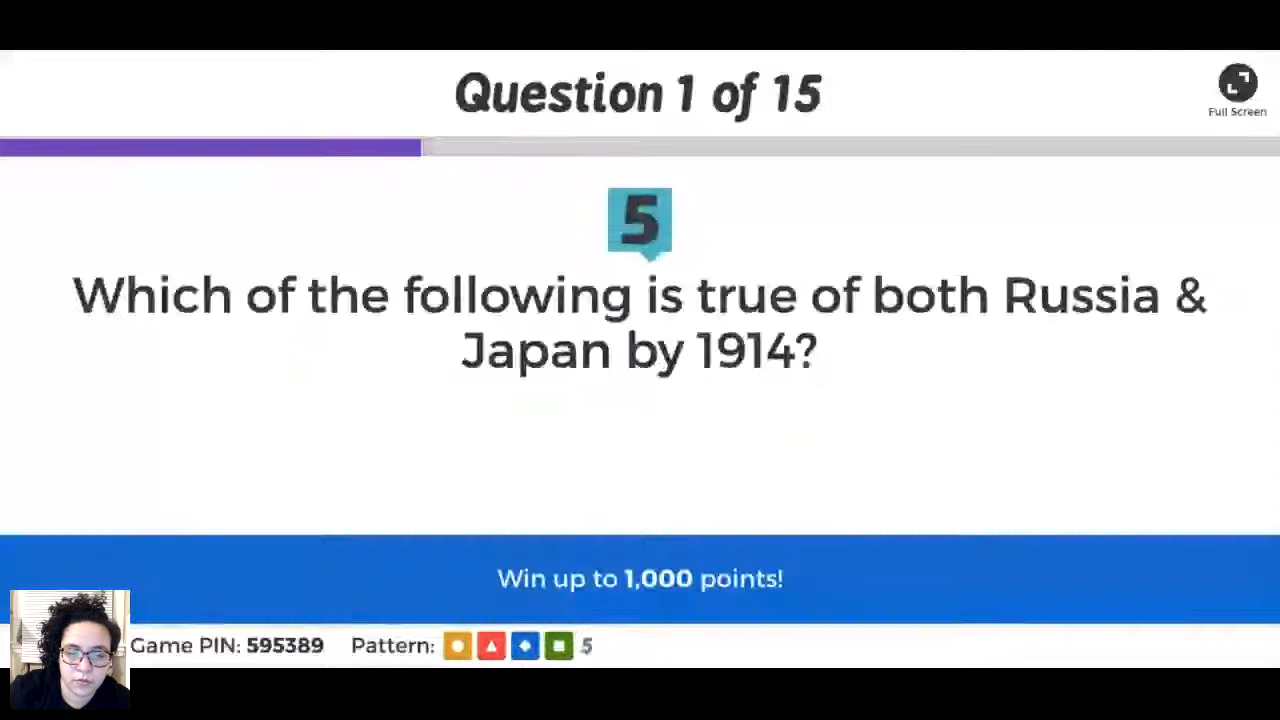 Question 1 of 15
Full Screen
5
Which of the following is true of both Russia &
Japan by 1914?
Win up to 1,000 points!
Game PIN: 595389 Pattern: 5